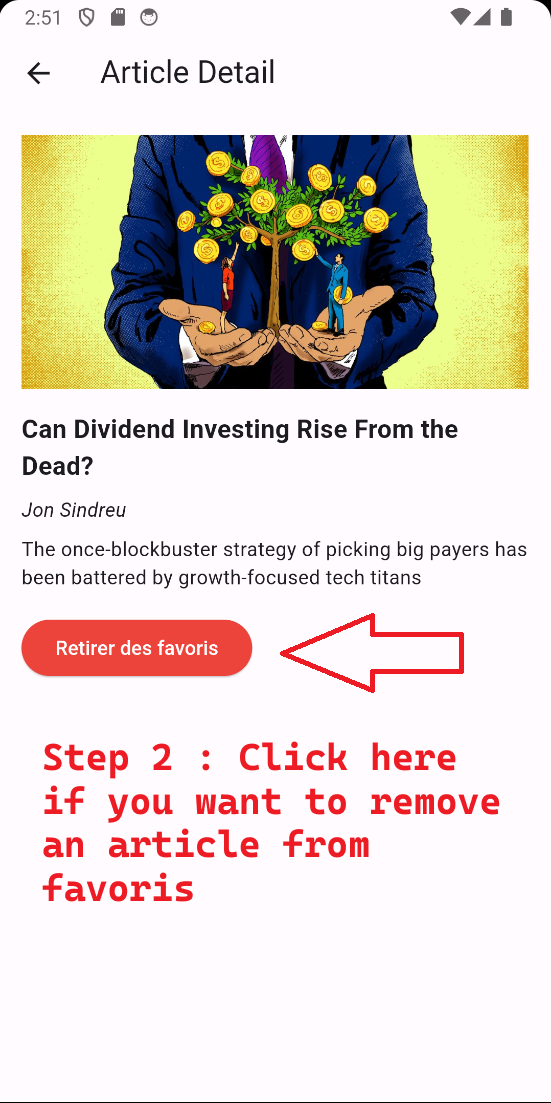 2:51
Article Detail
Can Dividend Investing Rise From the
Dead?
Jon Sindreu
The once-blockbuster strategy of picking big payers has
been battered by growth-focused tech titans
Retirer des favoris
Step 2 : Click here
if you want to remove
an article from
favoris